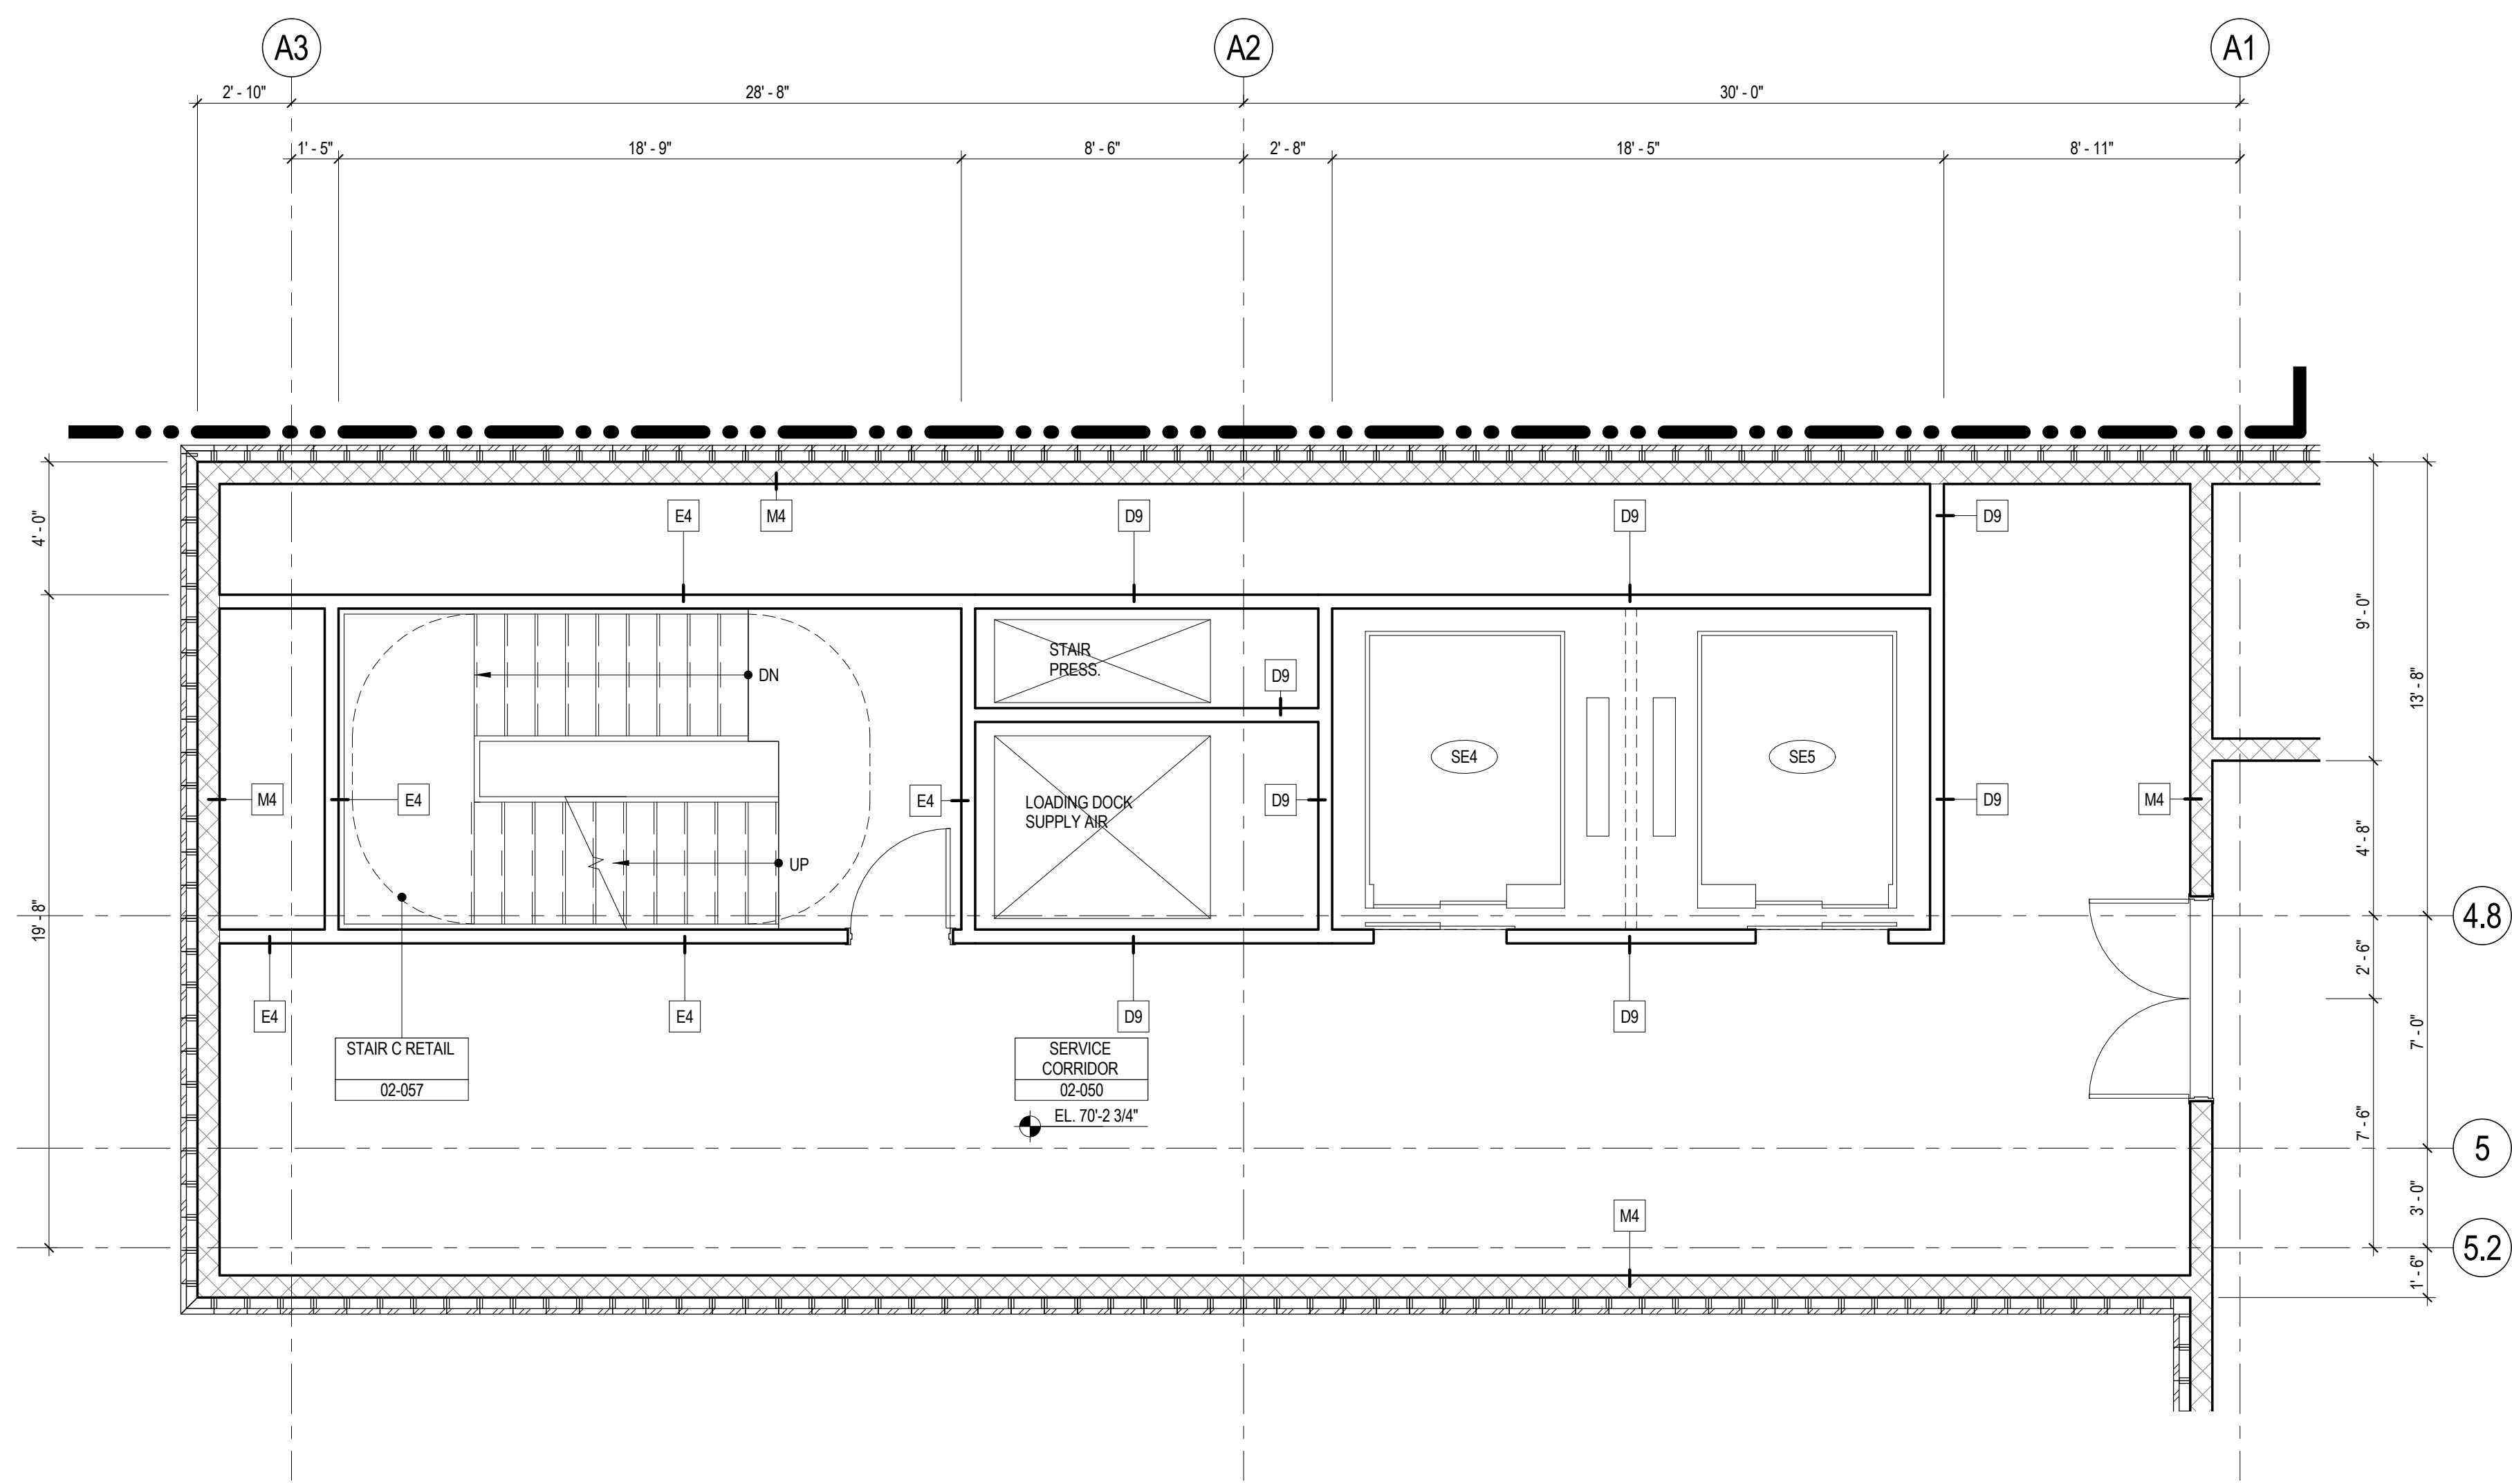 A3
A2
A1
2' - 10"
28' - 8"
30' - 0"
1' - 5"
18' - 9"
8' - 6"
2' - 8"
18' - 5"
8' - 11"
4' - 0"
E4
M4
D9
D9
D9
9' - 0"
13' - 8"
STAIR
PRESS.
DN
D9
SE4
SE5
M4
E4
E4
LOADING DOCK
SUPPLY AIR
D9
D9
M4
UP
4' - 8"
19' - 8"
4.8
2' - 6"
E4
E4
D9
D9
7' - 0"
STAIR C RETAIL
02-057
SERVICE
CORRIDOR
02-050
EL. 70'-2 3/4"
7' - 6"
5
3' - 0"
M4
5.2
1' - 6"